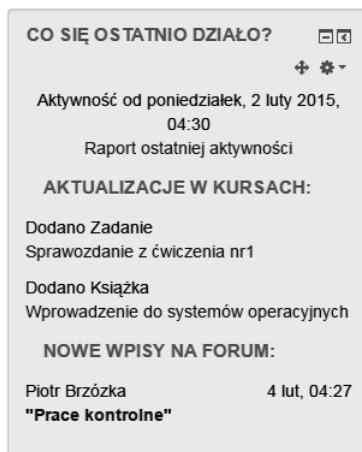 CO SIĘ OSTATNIO DZIAŁO?
Aktywność od poniedziałek, 2 luty 2015,
04:30
Raport ostatniej aktywności
AKTUALIZACJE W KURSACH:
Dodano Zadanie
Sprawozdanie z ćwiczenia nr1
Dodano Książka
Wprowadzenie do systemów operacyjnych
NOWE WPISY NA FORUM:
Piotr Brzózka 4 lut, 04:27
"Prace kontrolne"